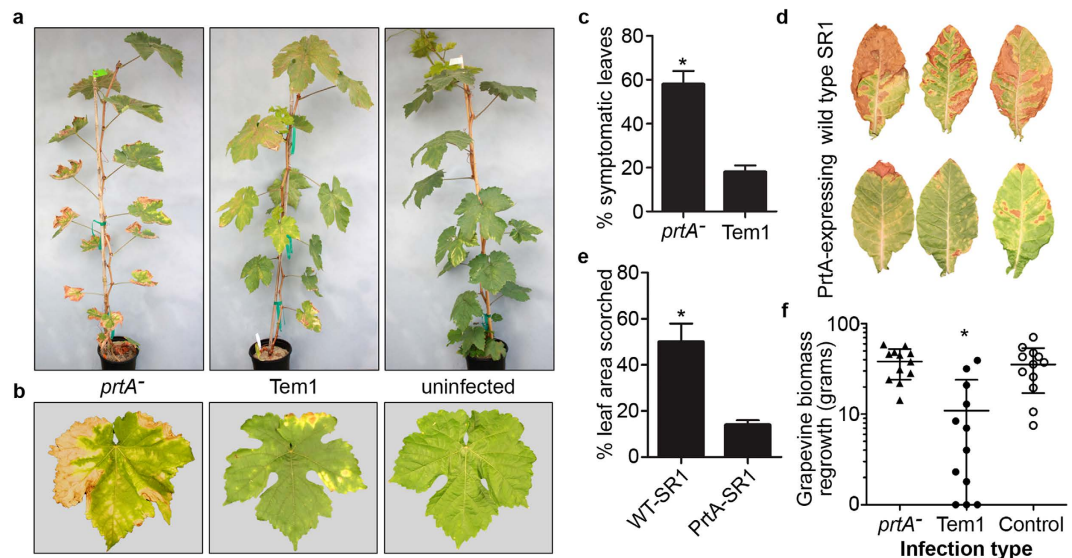 a
prtA-
Tem1
uninfected
b
c
% symptomatic leaves
80
60
40
20
0
*
prtA-
Tem1
d
wild type SR1
PrtA-expressing
e
% leaf area scorched
80
60
40
20
0
*
WT-SR1
PrtA-SR1
f
Grapevine biomass
regrowth (grams)
100
10
0
*
prtA-
Tem1
Control
Infection type